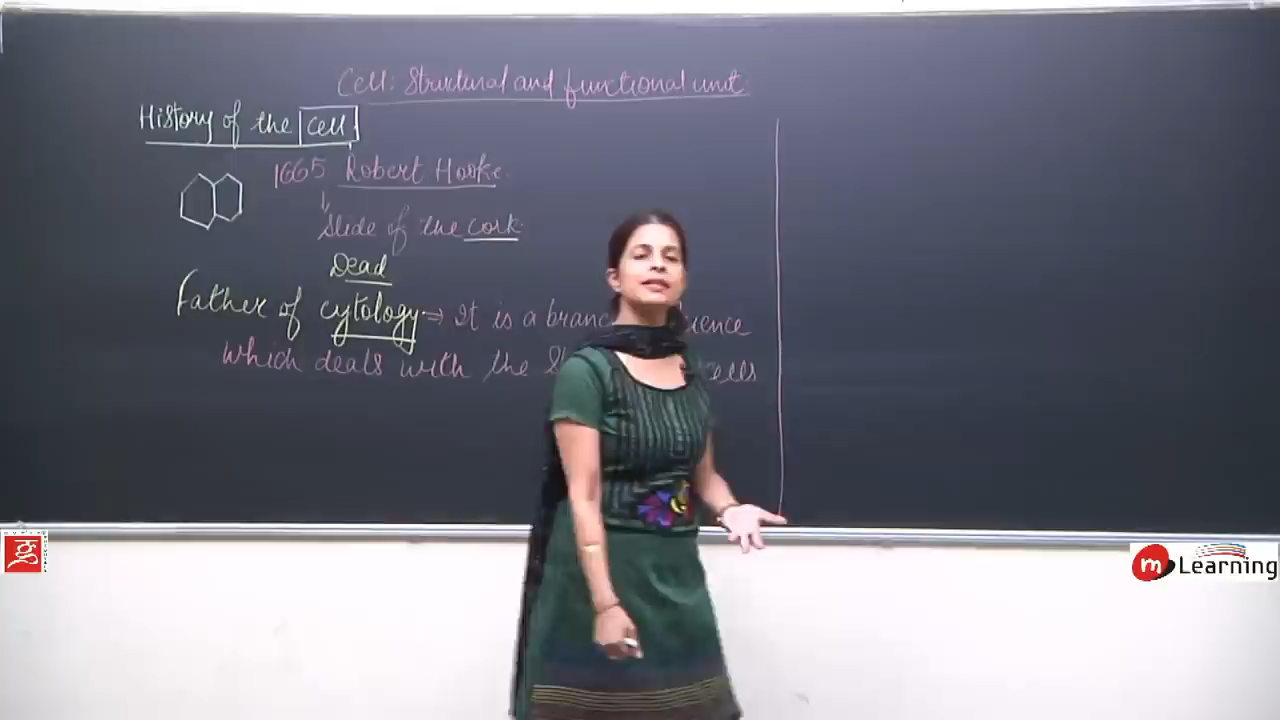 Cell: Structural and functional unit.
History of the cell.
1665 Robert Hooke.
Slide of the cork.
Dead
Father of cytology ⇒ It is a
which deals with the cells
ग
m Learning